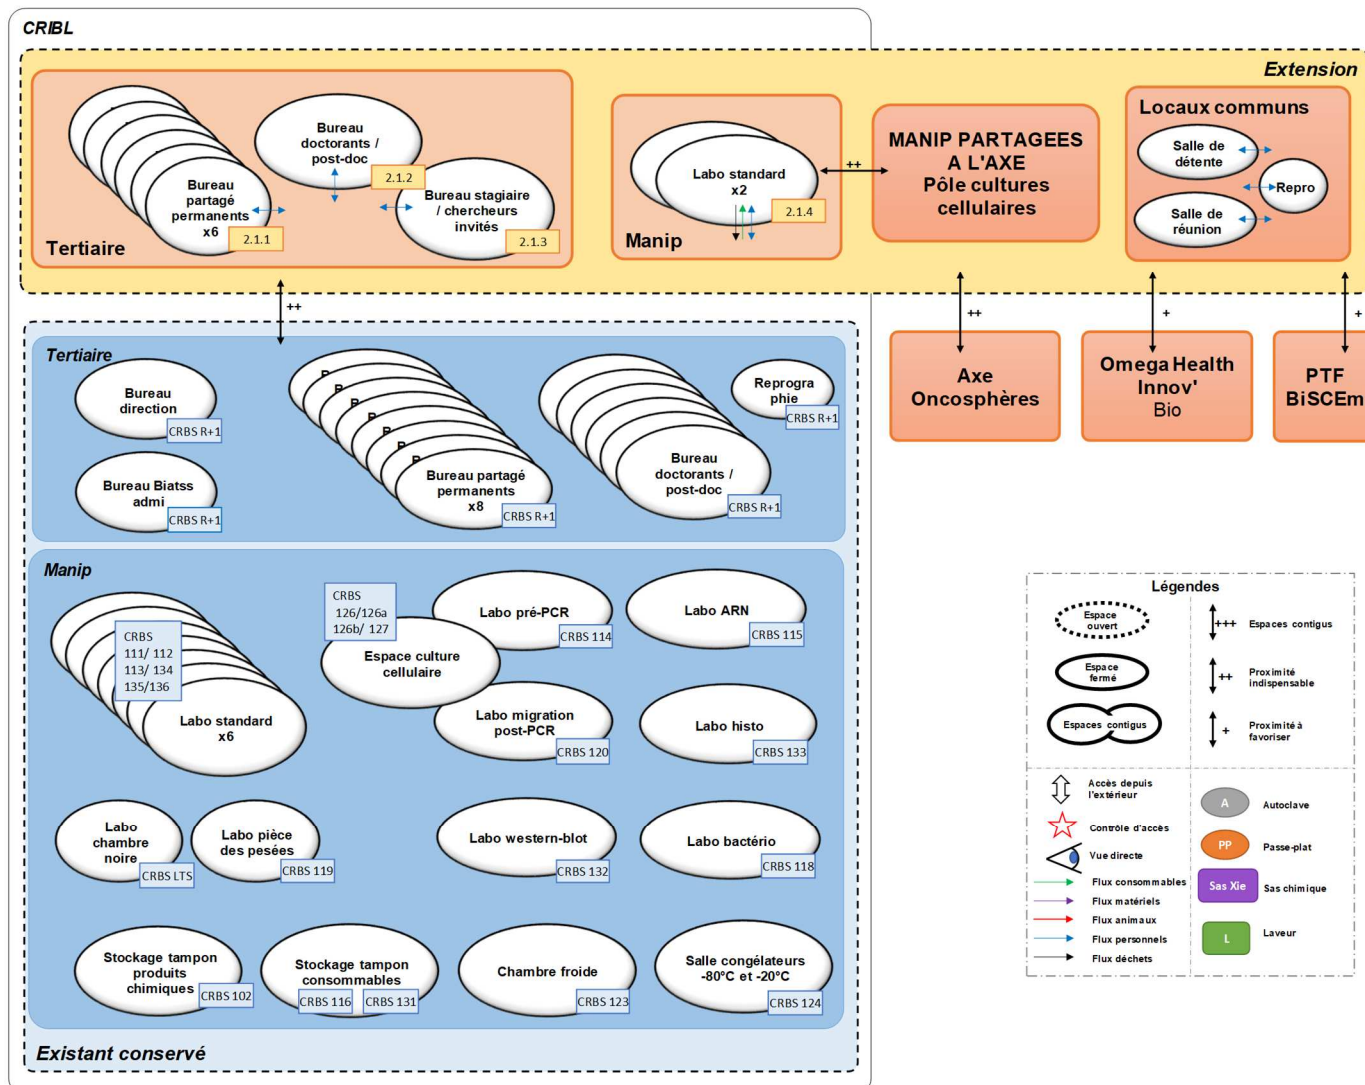 CRIBL
Extension
Bureau
partagé
permanents
x6
2.1.1
Bureau
doctorants /
post-doc
2.1.2
Bureau stagiaire
/ chercheurs
invités
2.1.3
Tertiaire
Labo standard
x2
2.1.4
Manip
++
MANIP PARTAGEES
A L'AXE
Pôle cultures
cellulaires
Locaux communs
Salle de
détente
Repro
Salle de
réunion
++
++
+
+
Axe
Oncosphères
Omega Health
Innov'
Bio
PTF
BiSCEm
Tertiaire
Bureau
direction
CRBS R+1
Bureau Biatss
admi
CRBS R+1
Bureau partagé
permanents
x8
CRBS R+1
Bureau
doctorants /
post-doc
CRBS R+1
Reprogra
phie
CRBS R+1
Manip
CRBS
111/ 112
113/ 134
135/136
Labo standard
x6
CRBS
126/126a
126b/ 127
Espace culture
cellulaire
Labo pré-PCR
CRBS 114
Labo ARN
CRBS 115
Labo migration
post-PCR
CRBS 120
Labo histo
CRBS 133
Labo
chambre
noire
CRBS LTS
Labo pièce
des pesées
CRBS 119
Labo western-blot
CRBS 132
Labo bactério
CRBS 118
Stockage tampon
produits
chimiques
CRBS 102
Stockage tampon
consommables
CRBS 116
CRBS 131
Chambre froide
CRBS 123
Salle congélateurs
-80°C et -20°C
CRBS 124
Existant conservé
Légendes
Espace
ouvert
+++
Espaces contigus
Espace
fermé
++
Proximité
indispensable
Espaces contigus
+
Proximité à
favoriser
Accès depuis
l'extérieur
Contrôle d'accès
Vue directe
Flux consommables
Flux matériels
Flux animaux
Flux personnels
Flux déchets
A
Autoclave
PP
Passe-plat
Sas Xie
Sas chimique
L
Laveur